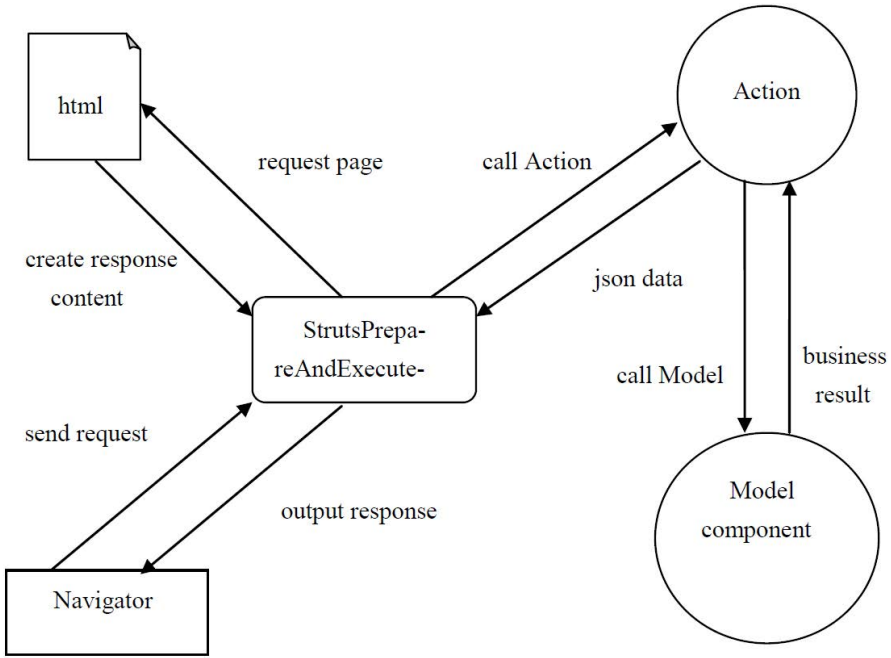 html
Action
request page
call Action
create response
content
json data
StrutsPrepa-
reAndExecute-
business
result
call Model
send request
output response
Model
component
Navigator